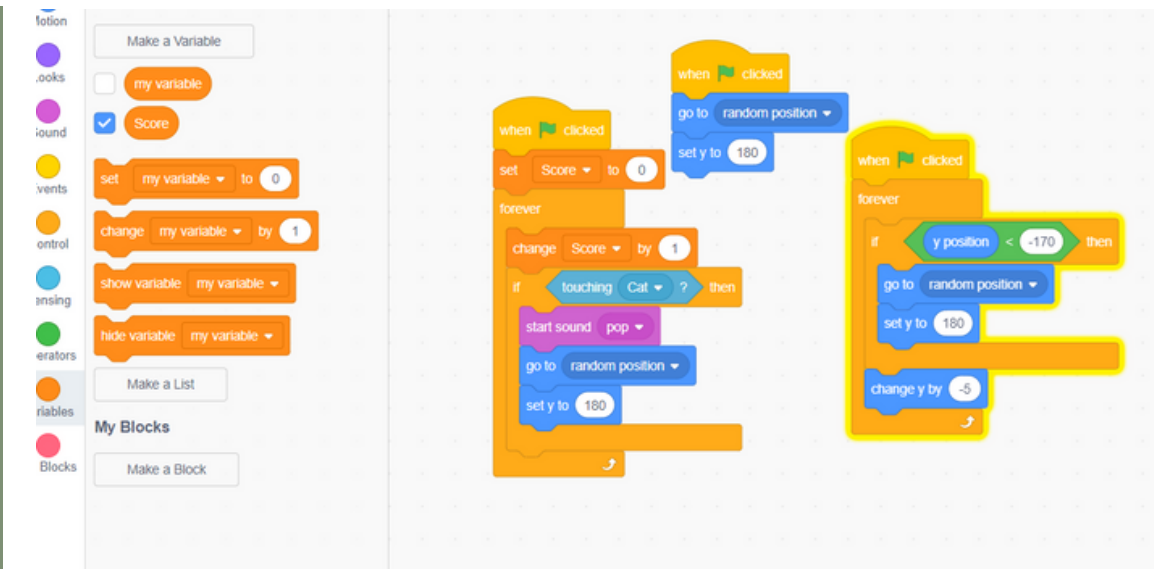 Motion
Looks
Sound
Events
Control
Sensing
Operators
Variables
Blocks
Make a Variable
my variable
Score
set my variable to 0
change my variable by 1
show variable my variable
hide variable my variable
Make a List
My Blocks
Make a Block
when clicked
set Score to 0
forever
change Score by 1
if touching Cat ? then
start sound pop
go to random position
set y to 180
when clicked
go to random position
set y to 180
when clicked
forever
if y position < -170 then
go to random position
set y to 180
change y by -5